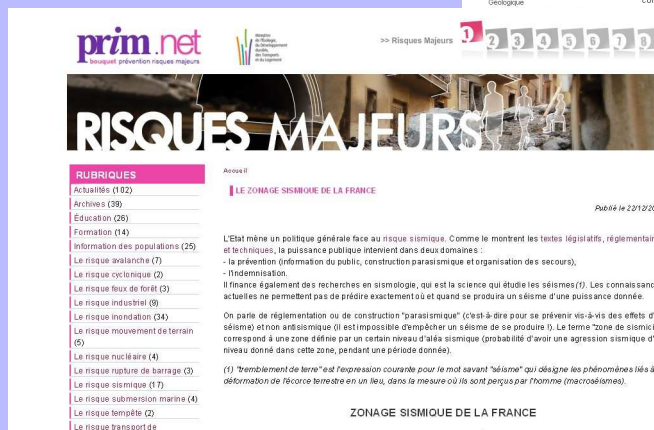 Géologique
prim.net
bouquet prévention risques majeurs
>> Risques Majeurs
1 2 3 4 5 6 7 8
RISQUES MAJEURS
RUBRIQUES
Actualités (102)
Archives (39)
Éducation (26)
Formation (14)
Information des populations (25)
Le risque avalanche (7)
Le risque cyclonique (2)
Le risque feux de forêt (3)
Le risque industriel (9)
Le risque inondation (34)
Le risque mouvement de terrain
(5)
Le risque nucléaire (4)
Le risque rupture de barrage (3)
Le risque sismique (17)
Le risque submersion marine (4)
Le risque tempête (2)
Le risque transport de
Accueil
LE ZONAGE SISMIQUE DE LA FRANCE
Publié le 22/12/20
L'Etat mène un politique générale face au risque sismique. Comme le montrent les textes législatifs, réglementair
et techniques, la puissance publique intervient dans deux domaines :
- la prévention (information du public, construction parasismique et organisation des secours),
- l'indemnisation.
Il finance également des recherches en sismologie, qui est la science qui étudie les séismes(1). Les connaissanc
actuelles ne permettent pas de prédire exactement où et quand se produira un séisme d'une puissance donnée.
On parle de réglementation ou de construction "parasismique" (c'est-à-dire pour se prévenir vis-à-vis des effets d'
séisme) et non antisismique (il est impossible d'empêcher un séisme de se produire !). Le terme "zone de sismici
correspond à une zone définie par un certain niveau d'aléa sismique (probabilité d'avoir une agression sismique d'
niveau donné dans cette zone, pendant une période donnée).
(1) "tremblement de terre" est l'expression courante pour le mot savant "séisme" qui désigne les phénomènes liés à
déformation de l'écorce terrestre en un lieu, dans la mesure où ils sont perçus par l'homme (macroséismes).
ZONAGE SISMIQUE DE LA FRANCE